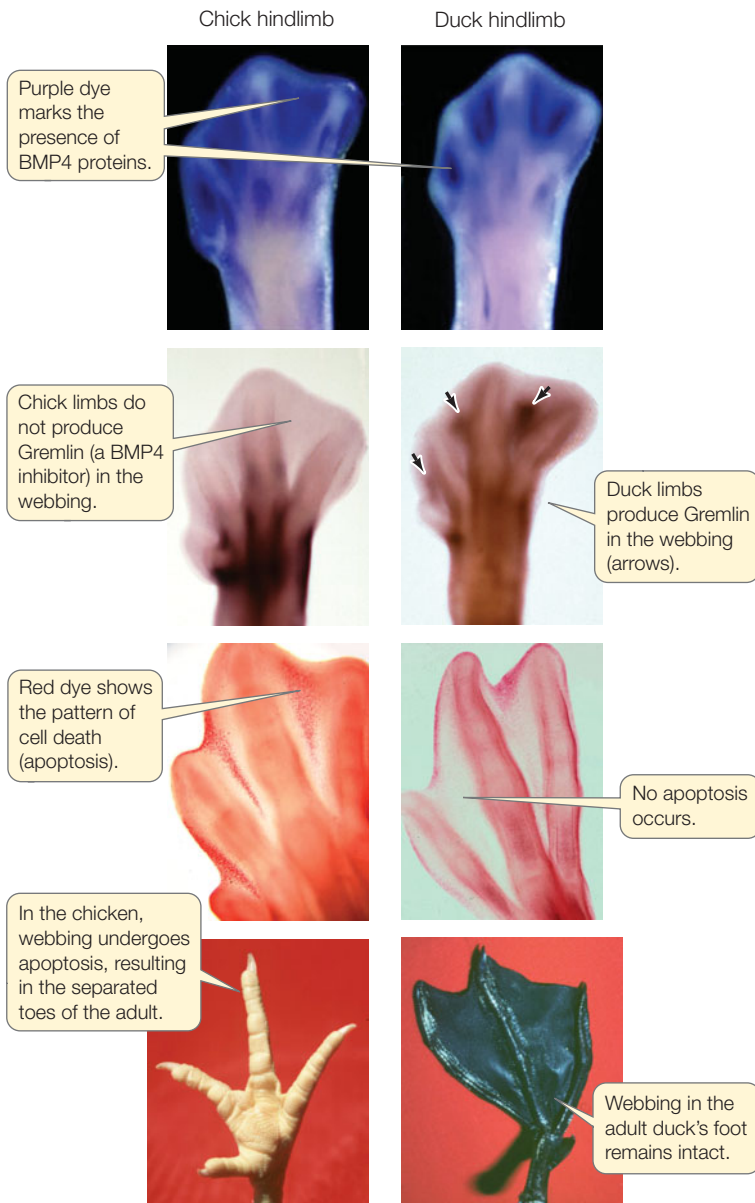 Chick hindlimb
Duck hindlimb
Purple dye
marks the
presence of
BMP4 proteins.
Chick limbs do
not produce
Gremlin (a BMP4
inhibitor) in the
webbing.
Duck limbs
produce Gremlin
in the webbing
(arrows).
Red dye shows
the pattern of
cell death
(apoptosis).
No apoptosis
occurs.
In the chicken,
webbing undergoes
apoptosis, resulting
in the separated
toes of the adult.
Webbing in the
adult duck’s foot
remains intact.